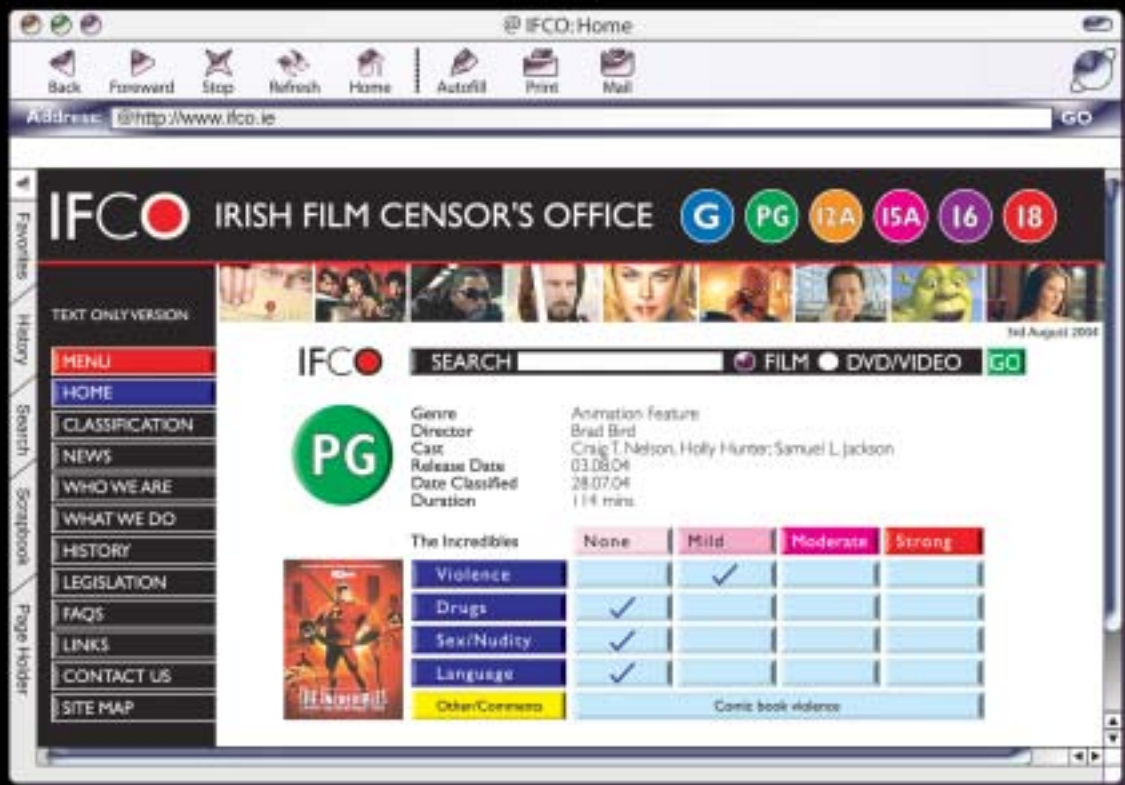 @ IFCO: Home
Back Foreward Stop Refresh Home Autofill Print Mail
Address: @http://www.ifco.ie GO
Favorites
History
Search
Scrapbook
Page Holder
IFCO IRISH FILM CENSOR'S OFFICE G PG 12A 15A 16 18
TEXT ONLY VERSION
3rd August 2004
MENU
HOME
CLASSIFICATION
NEWS
WHO WE ARE
WHAT WE DO
HISTORY
LEGISLATION
FAQS
LINKS
CONTACT US
SITE MAP
IFCO SEARCH FILM DVD/VIDEO GO
PG
Genre Animation Feature
Director Brad Bird
Cast Craig T. Nelson, Holly Hunter, Samuel L. Jackson
Release Date 03.08.04
Date Classified 28.07.04
Duration 114 mins
The Incredibles None Mild Moderate Strong
Violence
Drugs
Sex/Nudity
Language
Other/Comments Comic book violence
THE INCREDIBLES